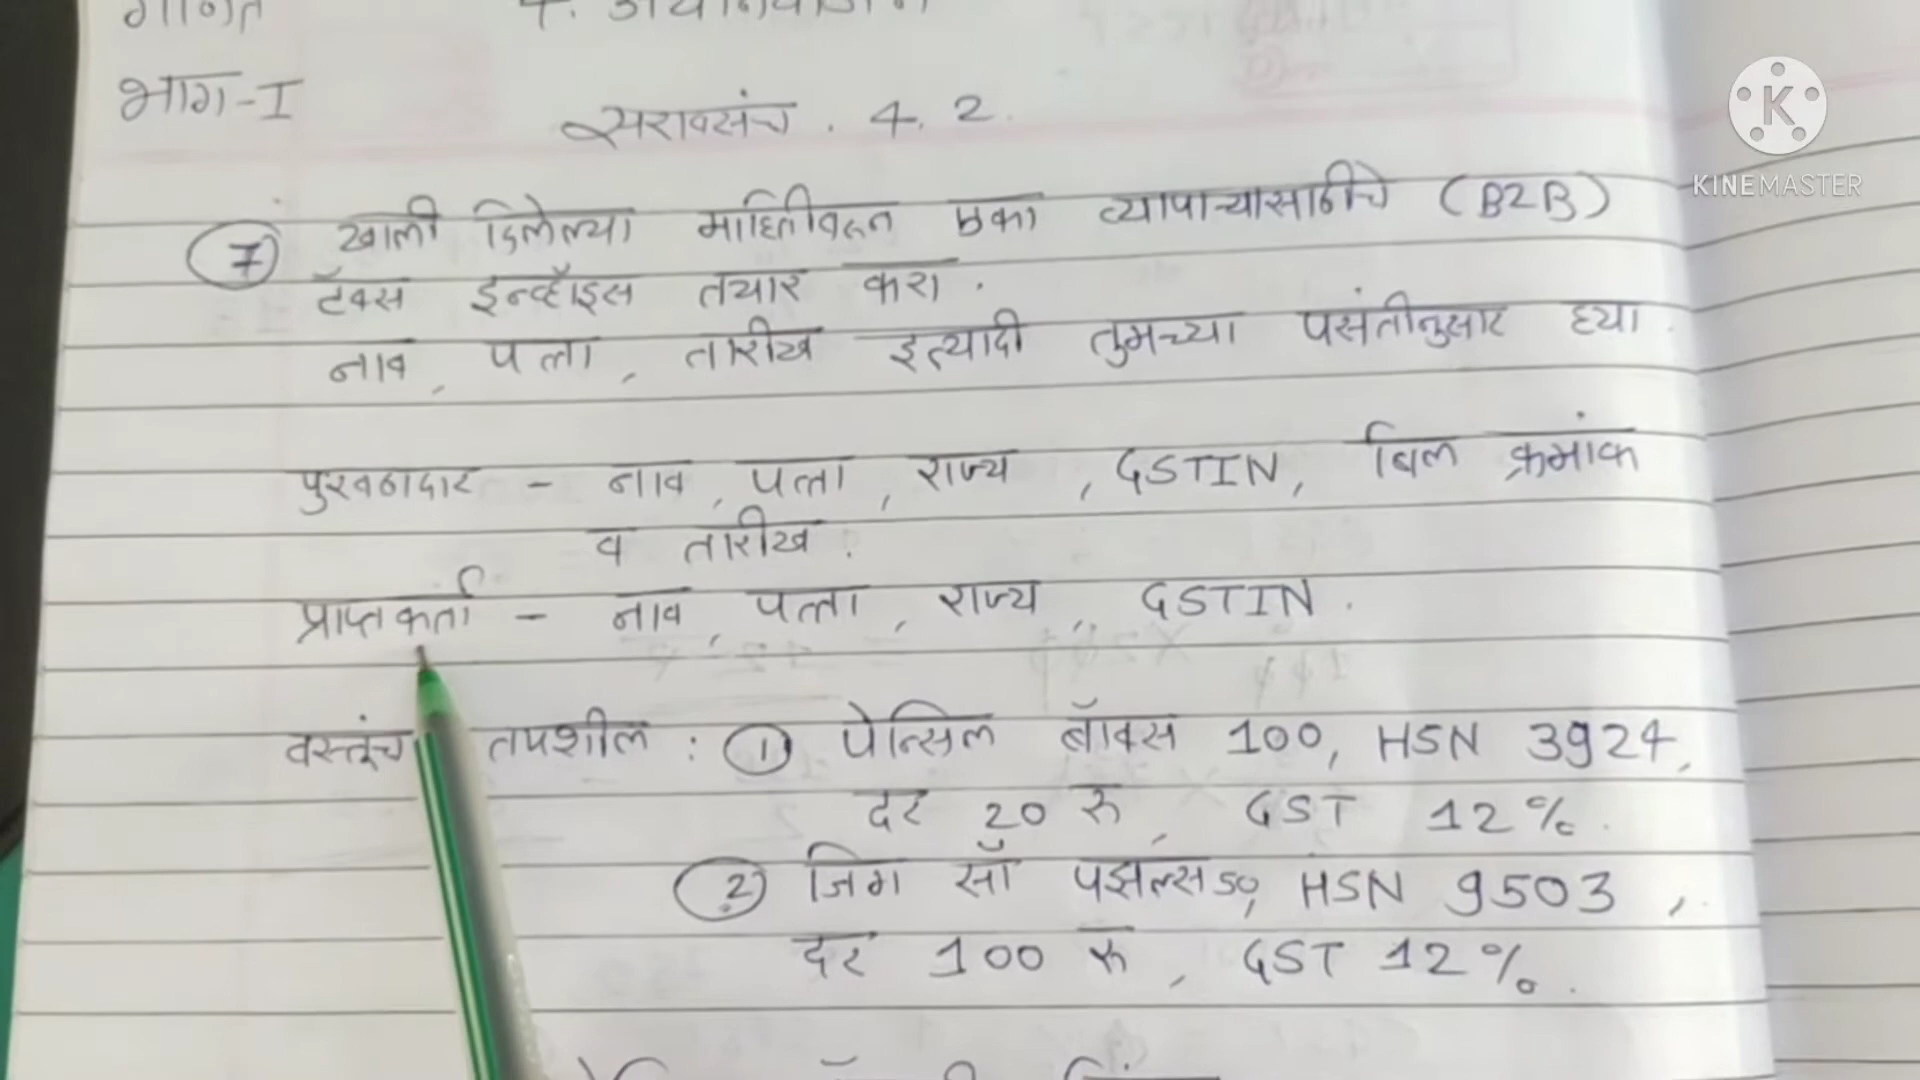 गणित
भाग-I
सरावसंच . 4. 2.
7 खाली दिलेल्या माहितीवरून एका व्यापाऱ्यासाठीचे (B2B)
टॅक्स इन्व्हॉइस तयार करा .
नाव, पत्ता, तारीख इत्यादी तुमच्या पसंतीनुसार घ्या.
पुरवठादार - नाव, पत्ता, राज्य, GSTIN, बिल क्रमांक
व तारीख.
प्राप्तकर्ता - नाव, पत्ता, राज्य, GSTIN.
वस्तूंच तपशील : 1 पेन्सिल बॉक्स 100, HSN 3924,
दर 20 रु, GST 12%.
2 जिग सॉ पझल्स 50, HSN 9503,
दर 100 रु, GST 12%.
K
KINEMASTER